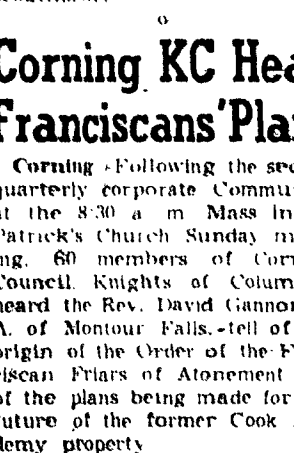 Corning KC Hea
Franciscans' Pla
Corning - Following the sec
quarterly corporate Commu
at the 8:30 a m Mass in
Patrick's Church Sunday m
ing, 60 members of Corn
Council, Knights of Colum
heard the Rev. David Gannon
A. of Montour Falls, tell of
origin of the Order of the F
ciscan Friars of Atonement
of the plans being made for
future of the former Cook
demy property